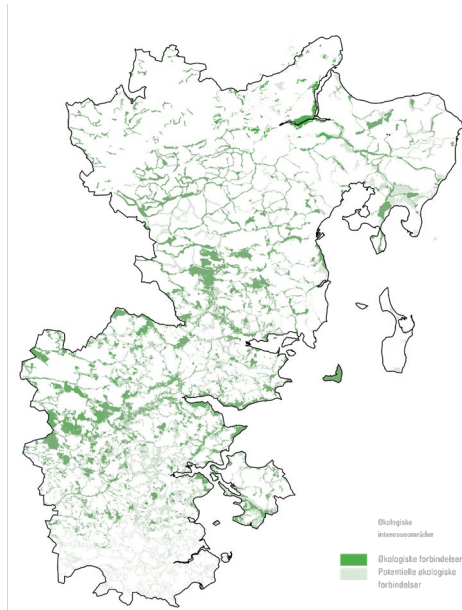 Økologiske
interesseområder
Økologiske forbindelser
Potentielle økologiske
forbindelser